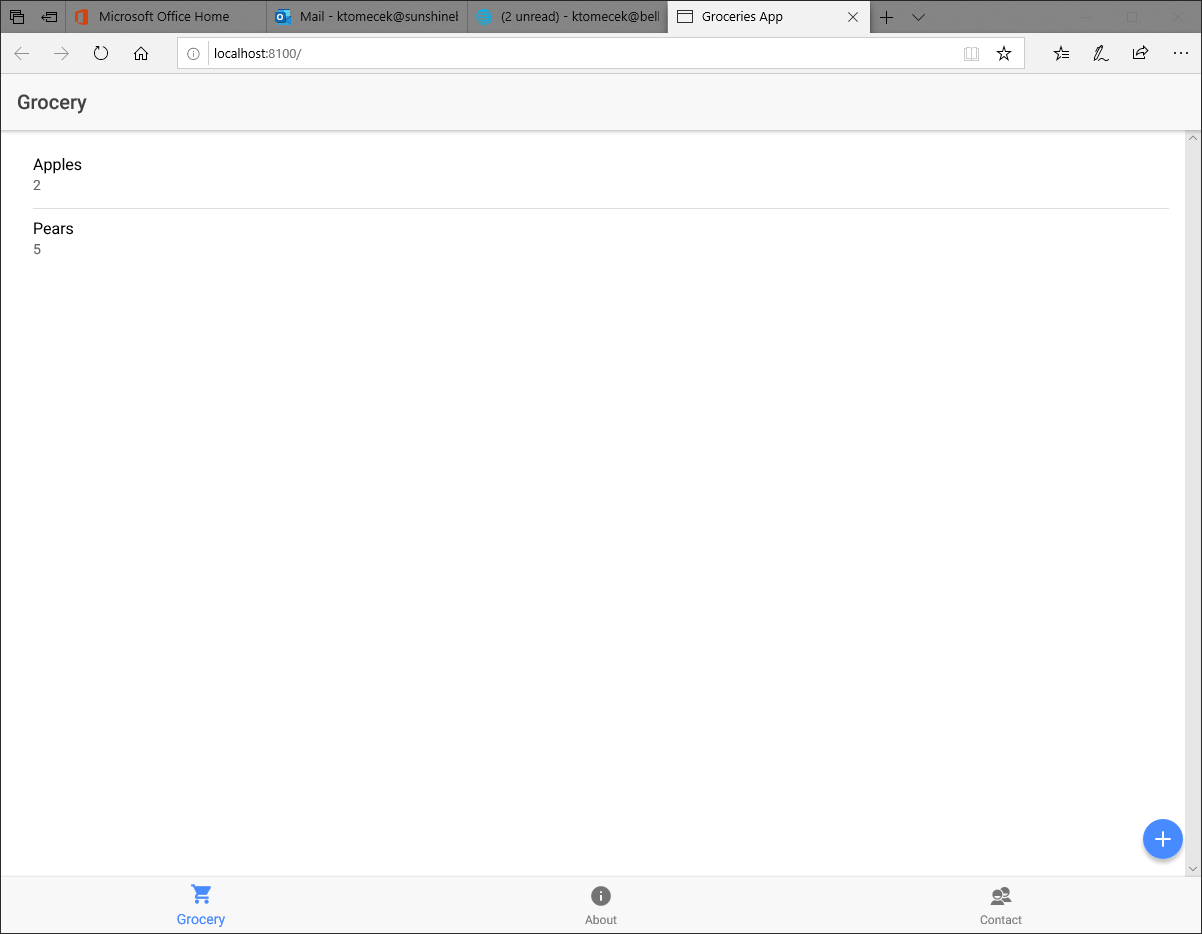 Microsoft Office Home
Mail - ktomecek@sunshinel
(2 unread) - ktomecek@bell
Groceries App
localhost:8100/
Grocery
Apples
2
Pears
5
Grocery
About
Contact